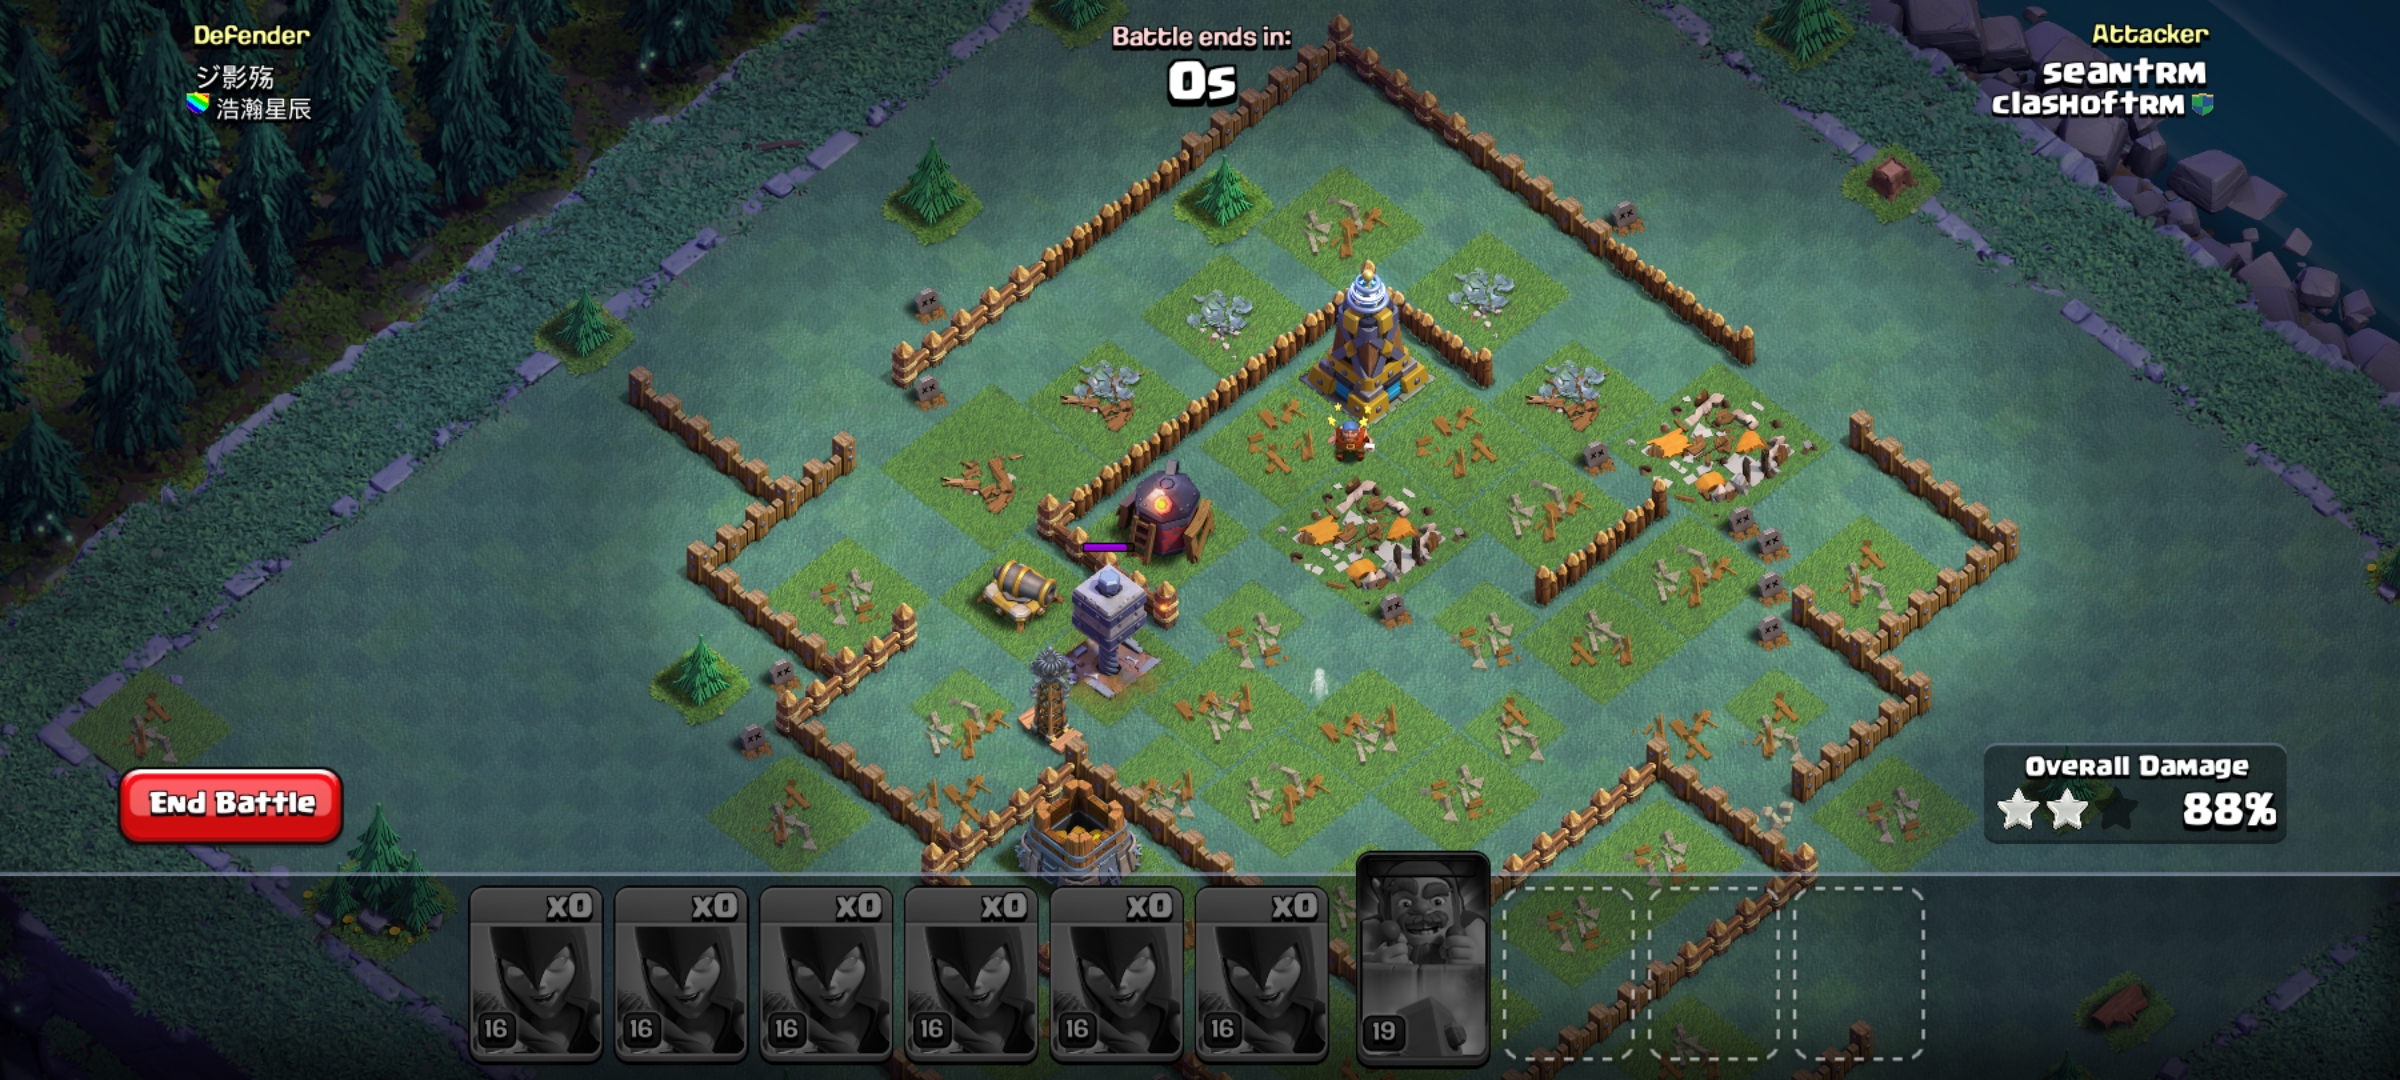 Defender
ジ影殇
浩瀚星辰
Battle ends in:
0s
Attacker
seantRM
clashoftRM
End Battle
Overall Damage
88%
x0
x0
x0
x0
x0
x0
16
16
16
16
16
16
19